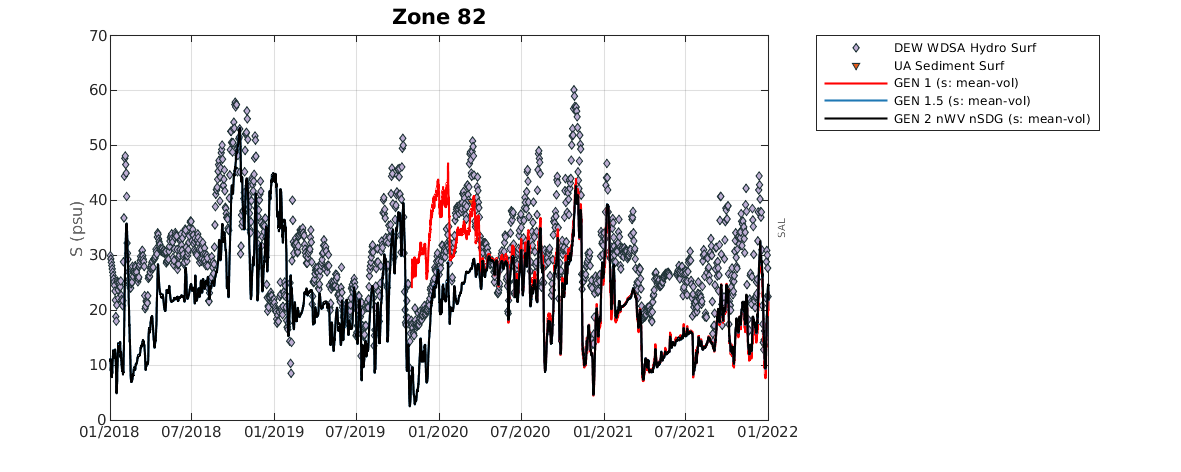 Zone 82
70
60
50
40
30
20
10
0
S (psu)
01/2018
07/2018
01/2019
07/2019
01/2020
07/2020
01/2021
07/2021
01/2022
SAL
DEW WDSA Hydro Surf
UA Sediment Surf
GEN 1 (s: mean-vol)
GEN 1.5 (s: mean-vol)
GEN 2 nWV nSDG (s: mean-vol)